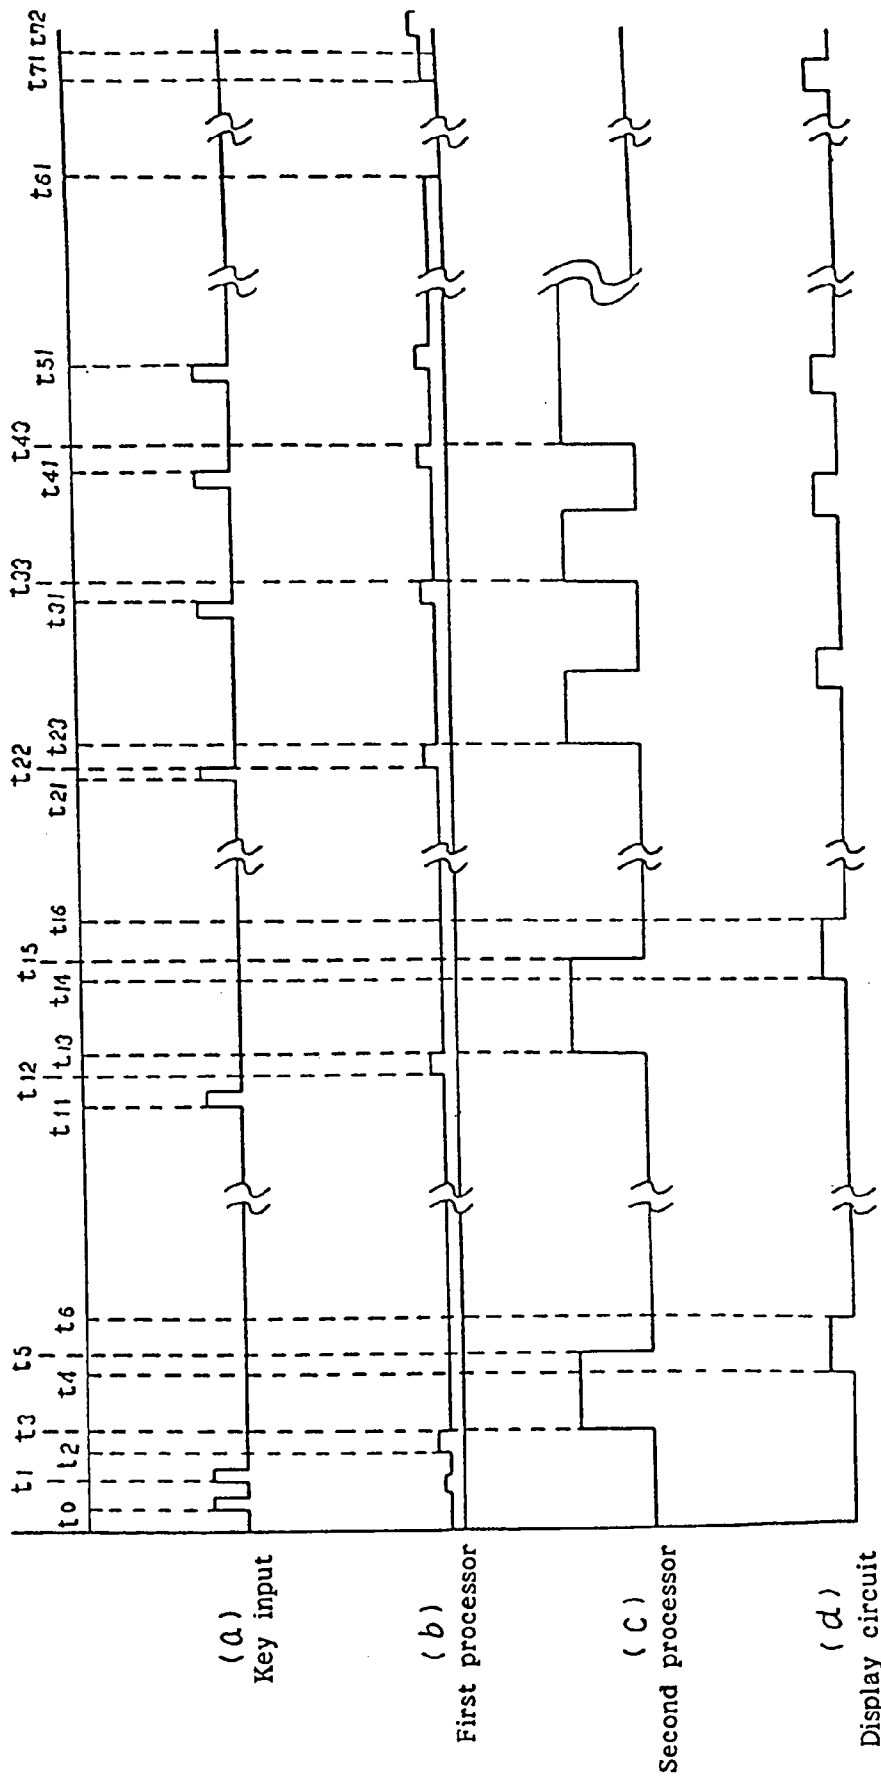 t0 t1 t2 t3 t4 t5 t6 t11 t12 t13 t14 t15 t16 t21 t22 t23 t31 t33 t41 t43 t51 t61 t71 t72
(a)
Key input
(b)
First processor
(c)
Second processor
(d)
Display circuit